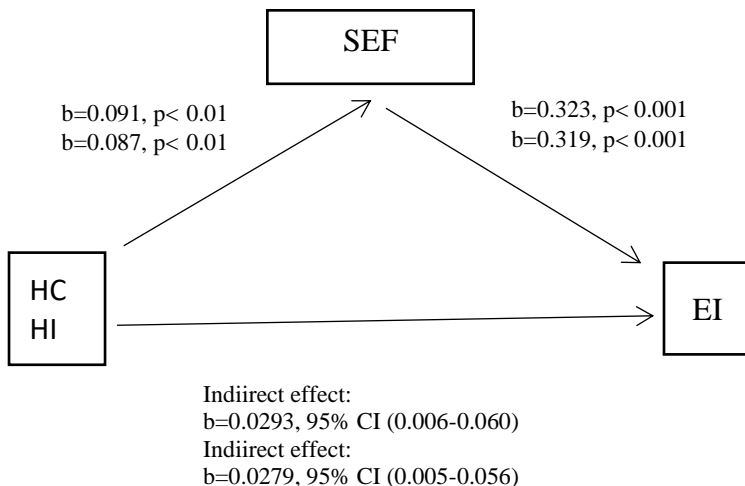 SEF
b=0.091, p< 0.01
b=0.087, p< 0.01
b=0.323, p< 0.001
b=0.319, p< 0.001
HC
HI
EI
Indiirect effect:
b=0.0293, 95% CI (0.006-0.060)
Indiirect effect:
b=0.0279, 95% CI (0.005-0.056)